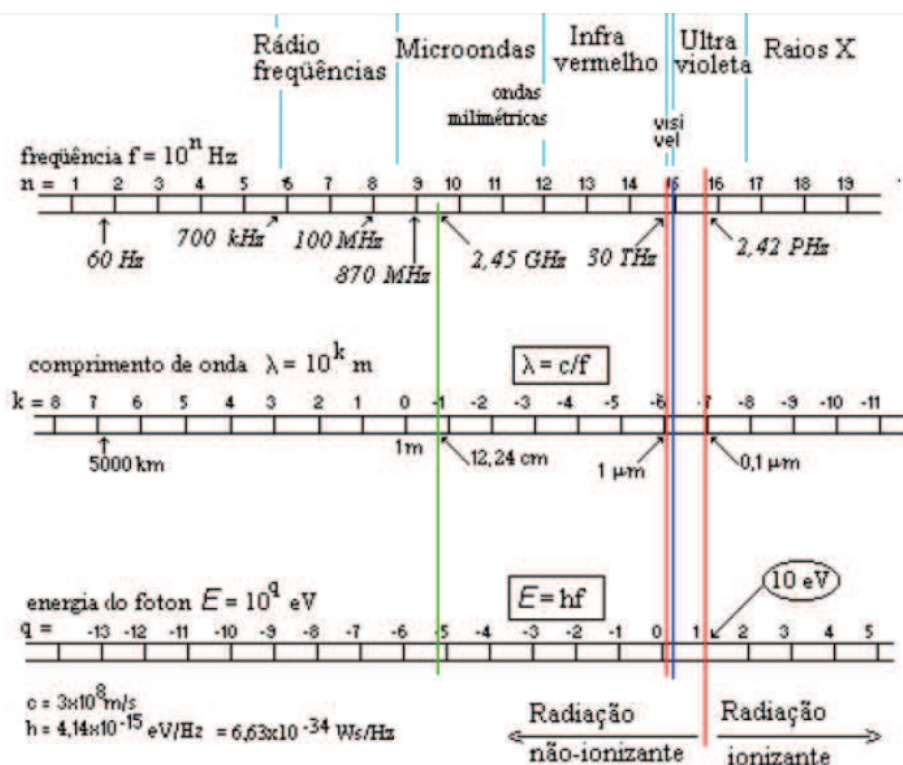 Rádio
freqüências
Microondas
ondas
milimétricas
Infra
vermelho
visi
vel
Ultra
violeta
Raios X
freqüência f = 10^n Hz
n = 1 2 3 4 5 6 7 8 9 10 11 12 13 14 15 16 17 18 19
60 Hz
700 kHz
100 MHz
870 MHz
2,45 GHz
30 THz
2,42 PHz
comprimento de onda λ = 10^k m
λ = c/f
k = 8 7 6 5 4 3 2 1 0 -1 -2 -3 -4 -5 -6 -7 -8 -9 -10 -11
5000 km
1m
12,24 cm
1 μm
0,1 μm
energia do foton E = 10^q eV
E = hf
10 eV
q = -13 -12 -11 -10 -9 -8 -7 -6 -5 -4 -3 -2 -1 0 1 2 3 4 5
c = 3x10^8 m/s
h = 4,14x10^-15 eV/Hz = 6,63x10^-34 Ws/Hz
Radiação
não-ionizante
Radiação
ionizante